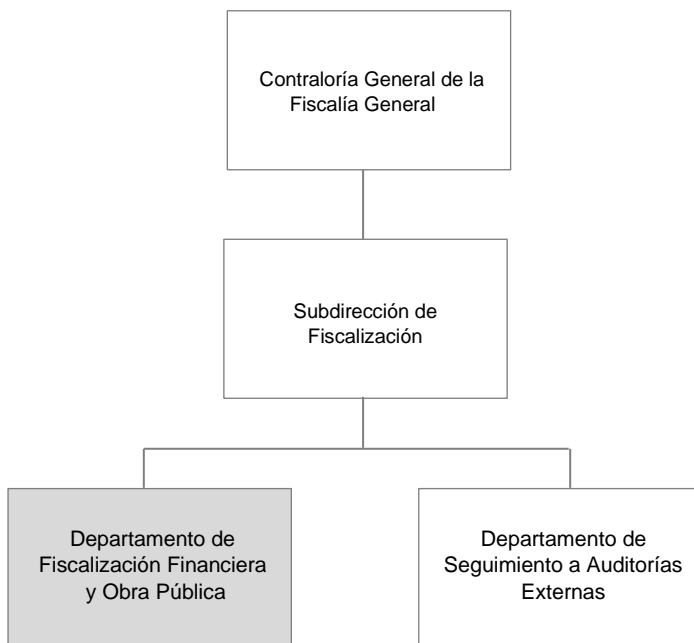 Contraloría General de la
Fiscalía General
Subdirección de
Fiscalización
Departamento de
Fiscalización Financiera
y Obra Pública
Departamento de
Seguimiento a Auditorías
Externas